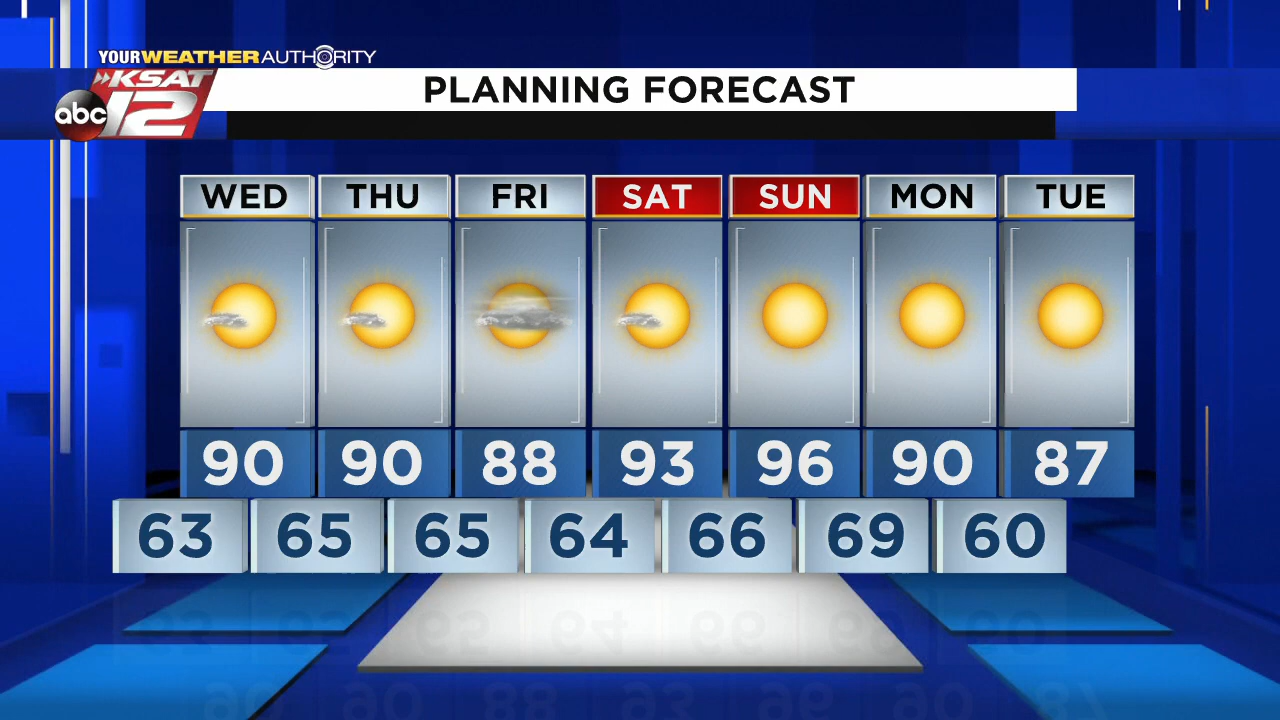 YOURWEATHERAUTHORITY
KSAT
abc 12
PLANNING FORECAST
WED THU FRI SAT SUN MON TUE
90 90 88 93 96 90 87
63 65 65 64 66 69 60